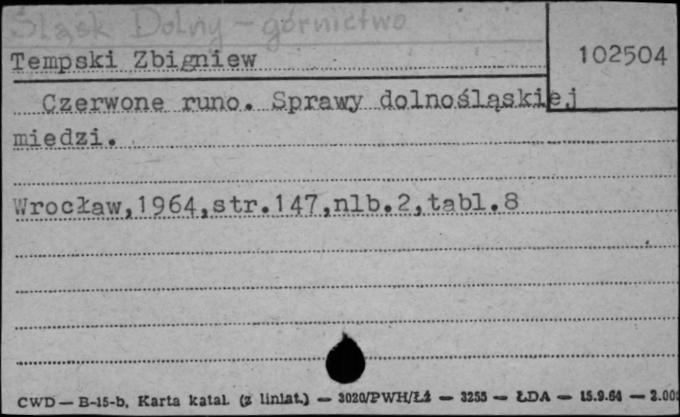 Śląsk Dolny - górnictwo
Tempski Zbigniew
102504
Czerwone runo. Sprawy dolnośląskiej
miedzi.
Wrocław,1964,str.147,nlb.2,tabl.8
CWD — B-15-b. Karta katal. (z liniat.) — 3020/PWH/Łż — 3255 — ŁDA — 15.9.64 — 2.00